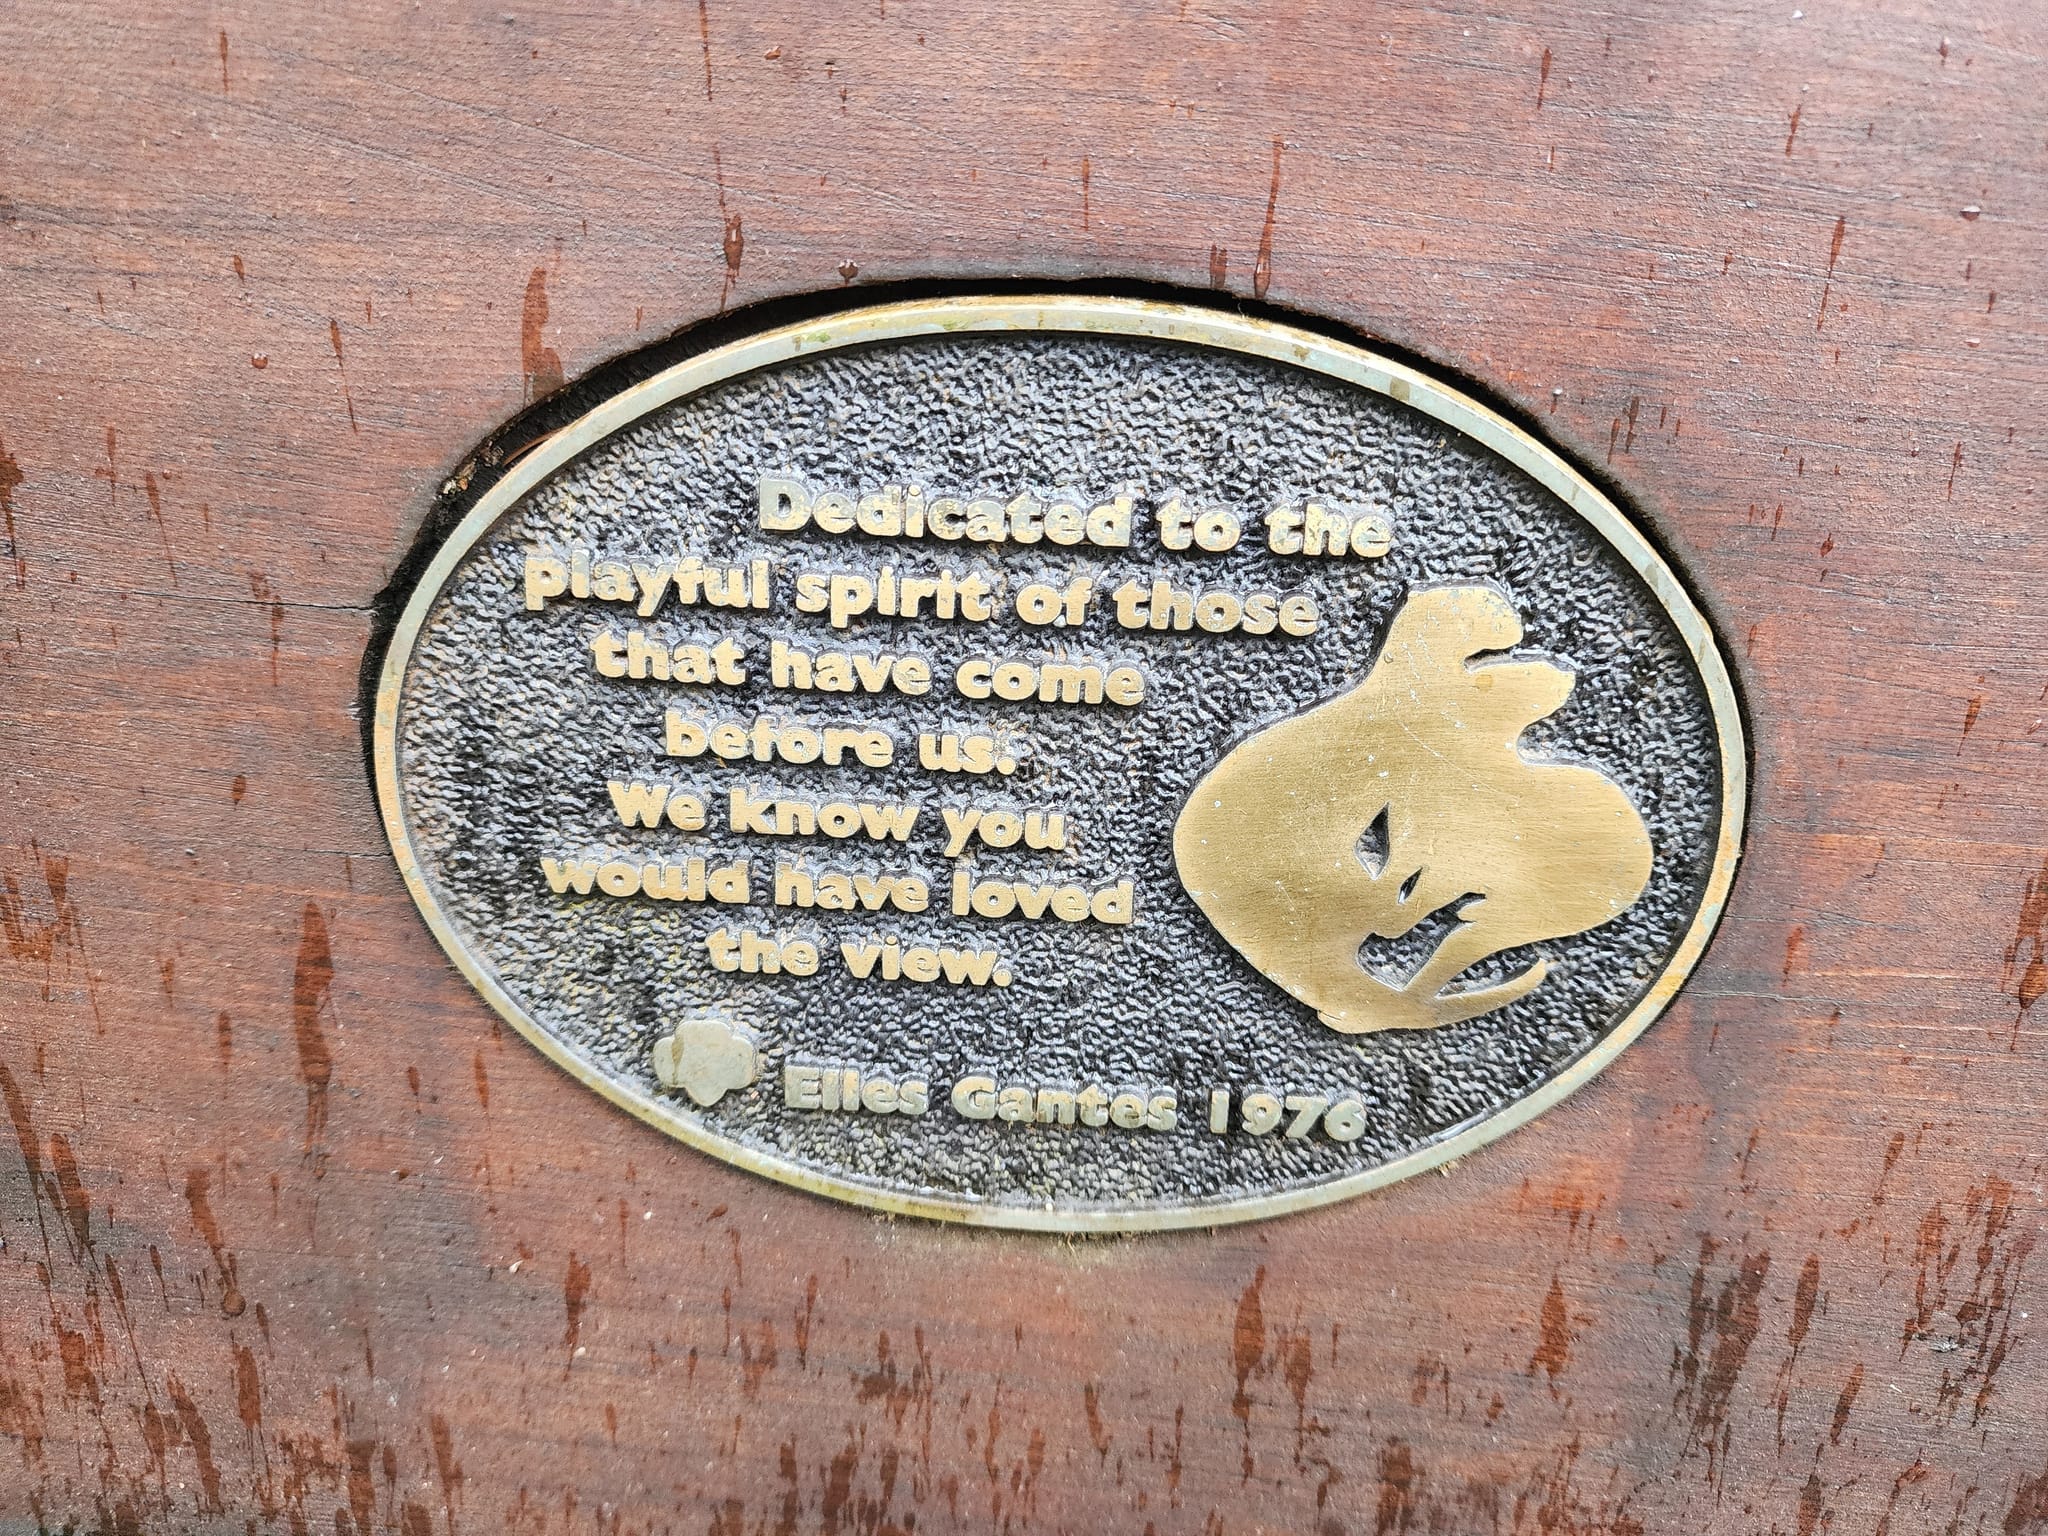 Dedicated to the
playful spirit of those
that have come
before us.
We know you
would have loved
the view.
Elles Gantes 1976